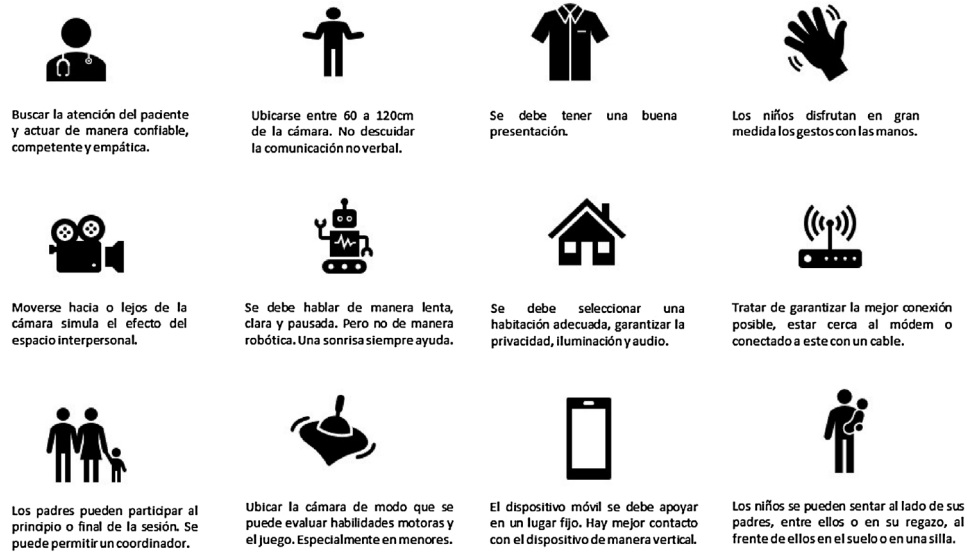 Buscar la atención del paciente
y actuar de manera confiable,
competente y empática.
Ubicarse entre 60 a 120cm
de la cámara. No descuidar
la comunicación no verbal.
Se debe tener una buena
presentación.
Los niños disfrutan en gran
medida los gestos con las manos.
Moverse hacia o lejos de la
cámara simula el efecto del
espacio interpersonal.
Se debe hablar de manera lenta,
clara y pausada. Pero no de manera
robótica. Una sonrisa siempre ayuda.
Se debe seleccionar una
habitación adecuada, garantizar la
privacidad, iluminación y audio.
Tratar de garantizar la mejor conexión
posible, estar cerca al módem o
conectado a este con un cable.
Los padres pueden participar al
principio o final de la sesión. Se
puede permitir un coordinador.
Ubicar la cámara de modo que se
puede evaluar habilidades motoras y
el juego. Especialmente en menores.
El dispositivo móvil se debe apoyar
en un lugar fijo. Hay mejor contacto
con el dispositivo de manera vertical.
Los niños se pueden sentar al lado de sus
padres, entre ellos o en su regazo, al
frente de ellos en el suelo o en una silla.